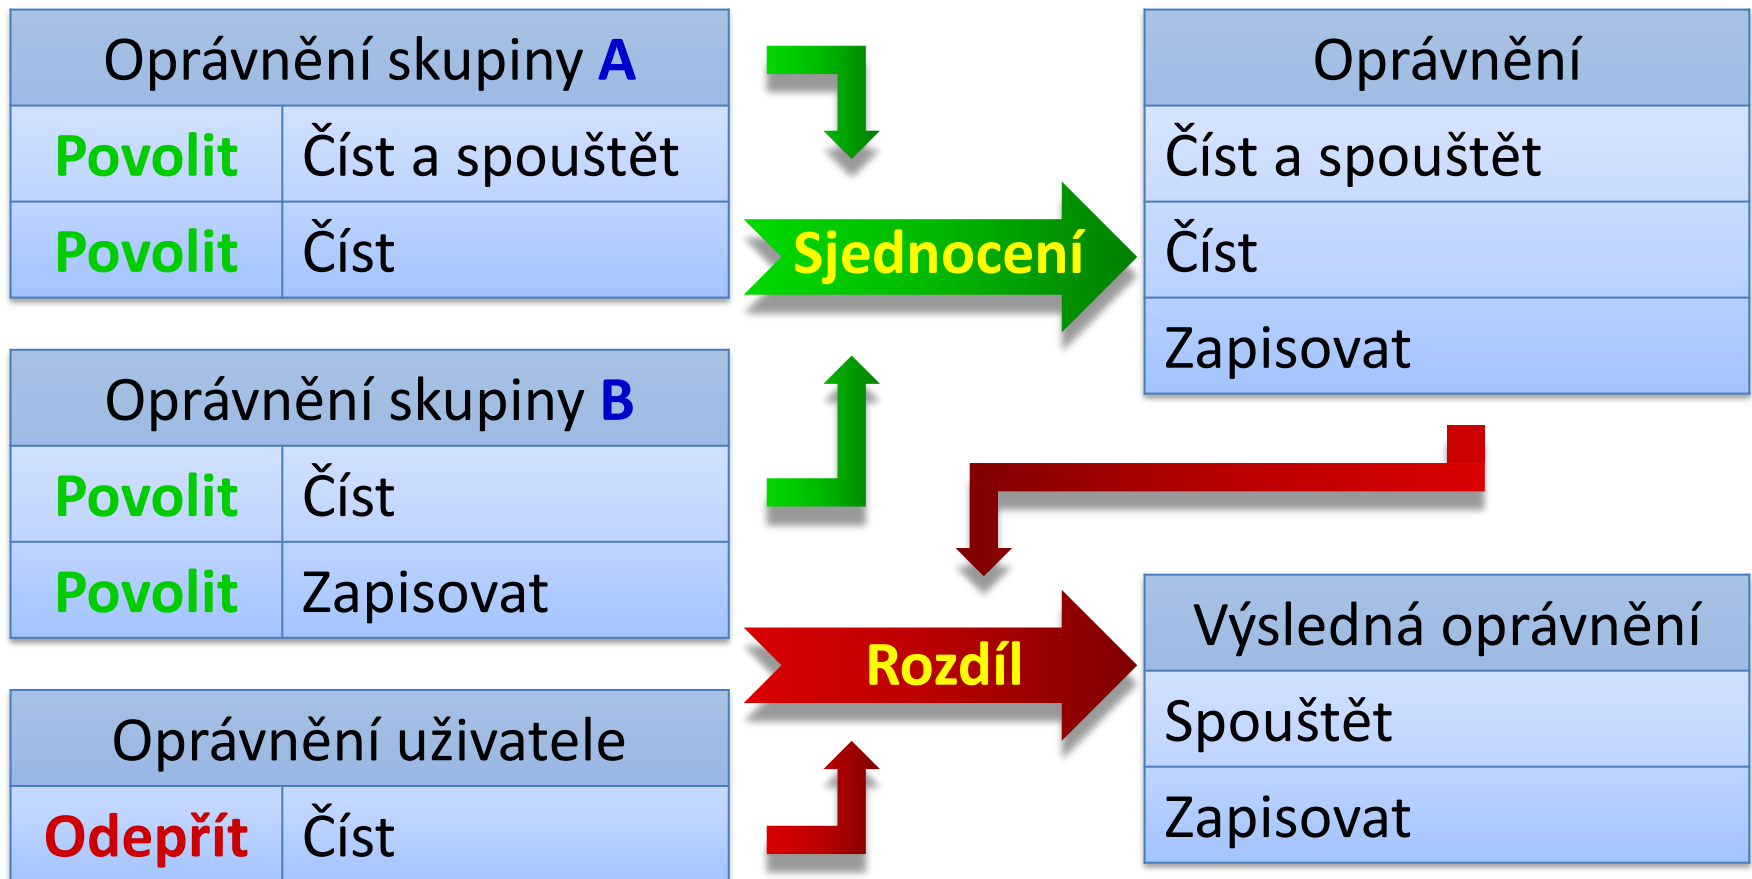 Oprávnění skupiny A
Povolit Číst a spouštět
Povolit Číst
Oprávnění skupiny B
Povolit Číst
Povolit Zapisovat
Oprávnění uživatele
Odepřít Číst
Sjednocení
Rozdíl
Oprávnění
Číst a spouštět
Číst
Zapisovat
Výsledná oprávnění
Spouštět
Zapisovat